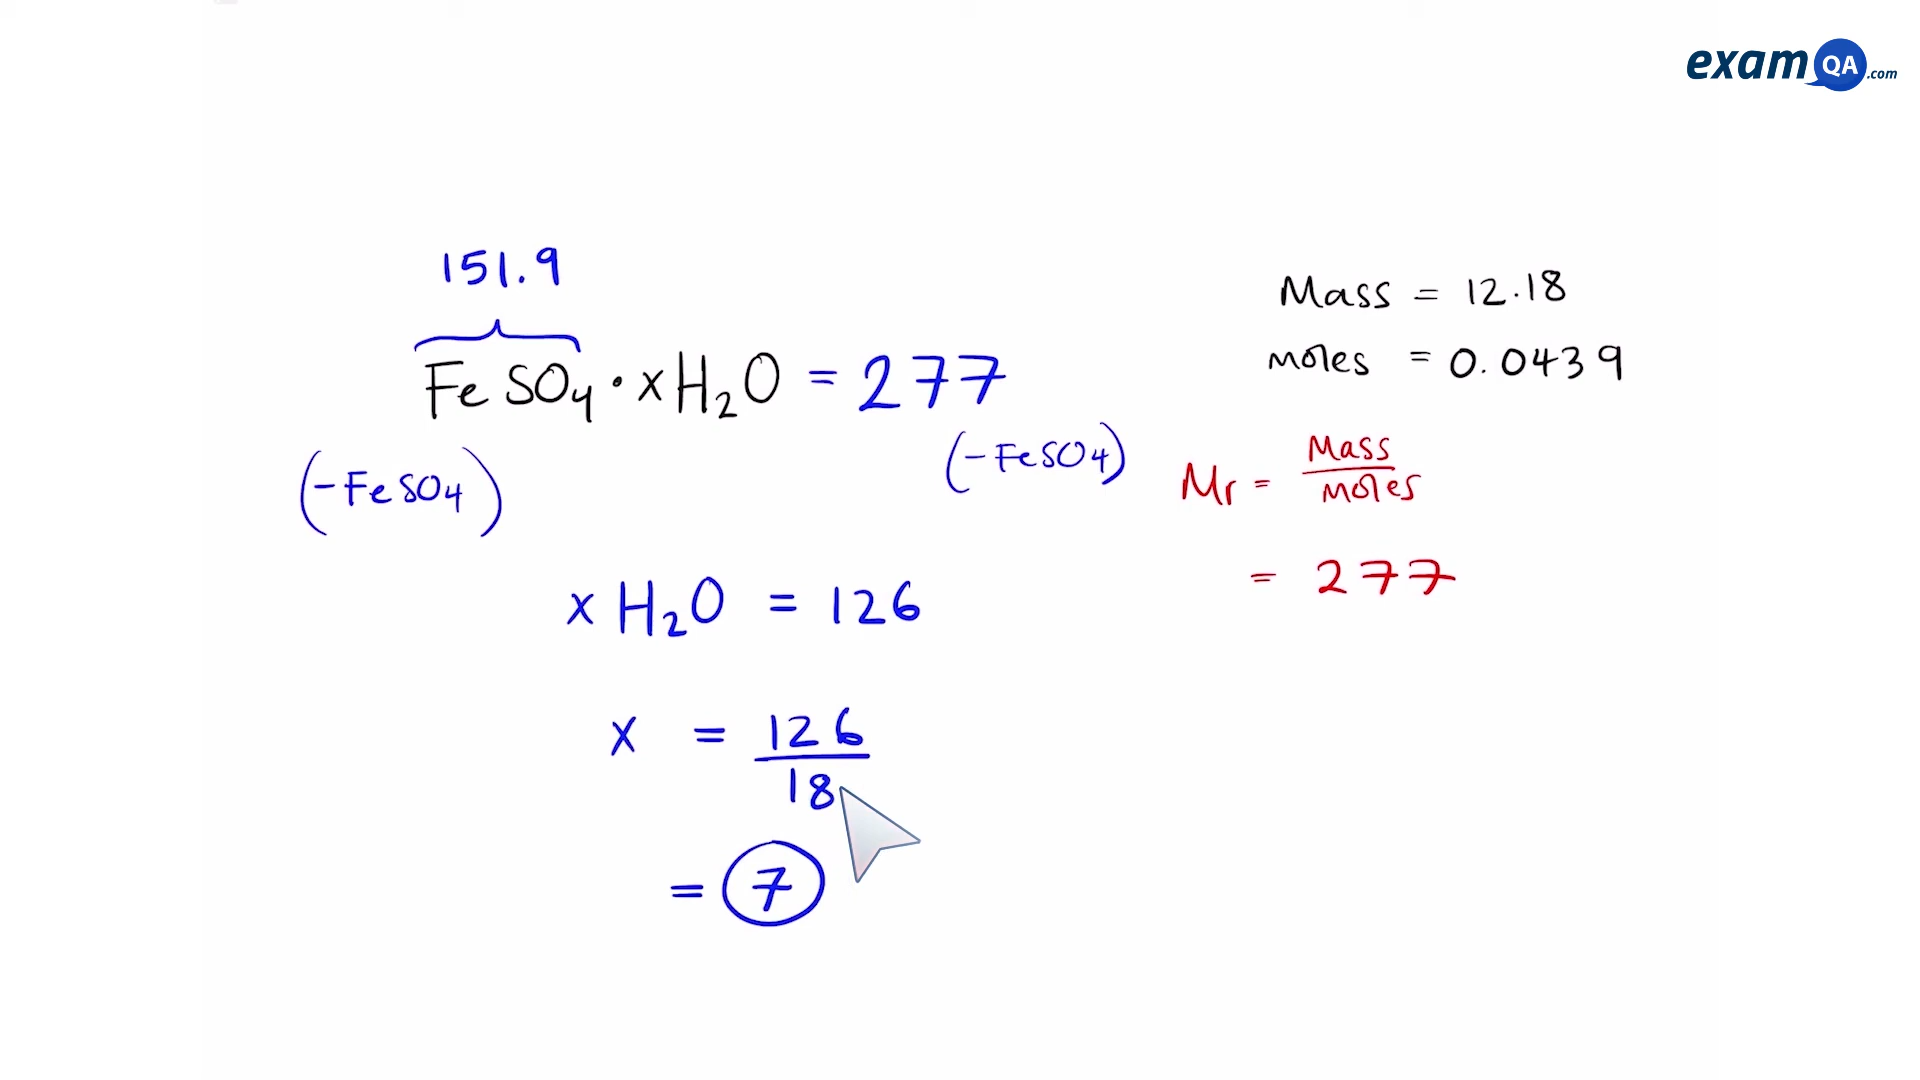 examQA.com
151.9
FeSO₄·xH₂O = 277
(-FeSO₄) (-FeSO₄)
xH₂O = 126
x = 126
18
= 7
Mass = 12.18
moles = 0.0439
Mr = Mass
moles
= 277